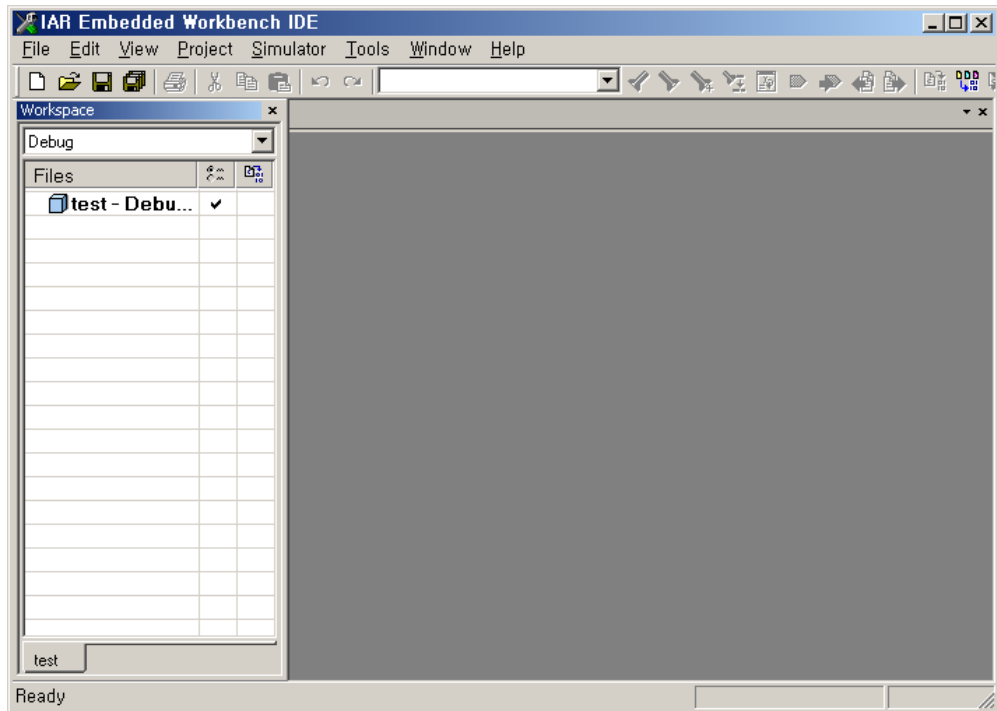 IAR Embedded Workbench IDE
File Edit View Project Simulator Tools Window Help
Workspace
Debug
Files
test - Debu...
test
Ready